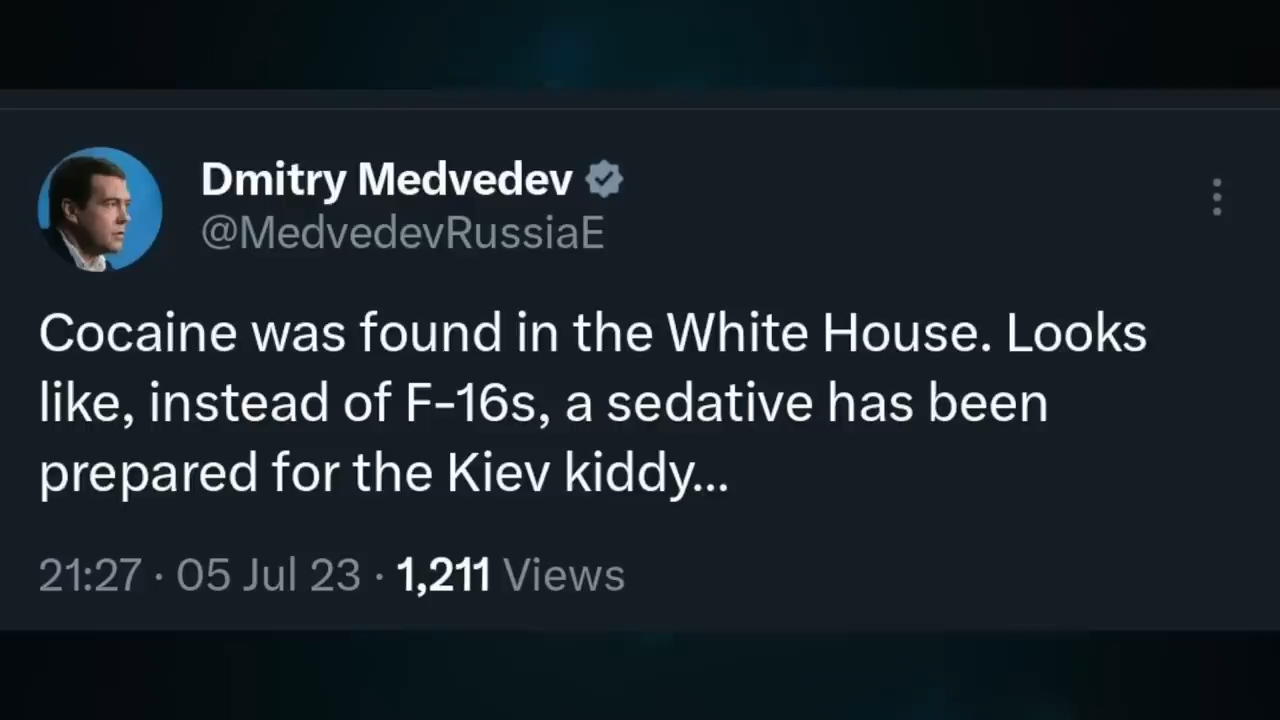 Dmitry Medvedev
@MedvedevRussiaE
Cocaine was found in the White House. Looks
like, instead of F-16s, a sedative has been
prepared for the Kiev kiddy...
21:27 · 05 Jul 23 · 1,211 Views